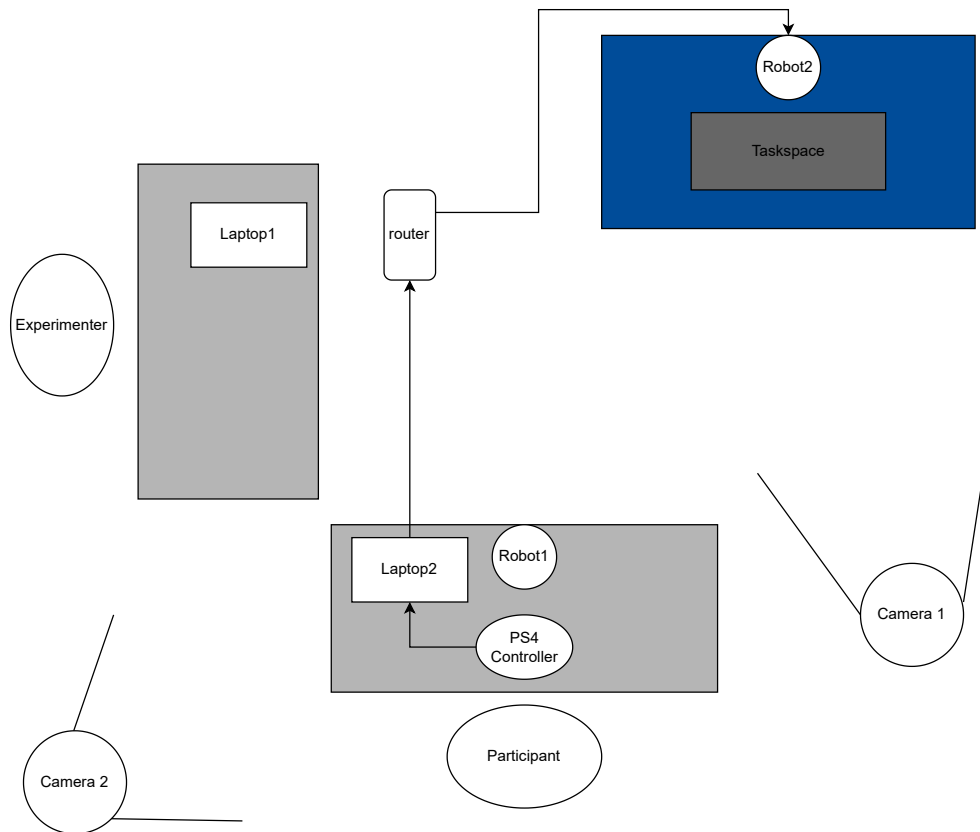 Robot2
Taskspace
Laptop1
router
Experimenter
Laptop2
Robot1
Camera 1
PS4
Controller
Participant
Camera 2